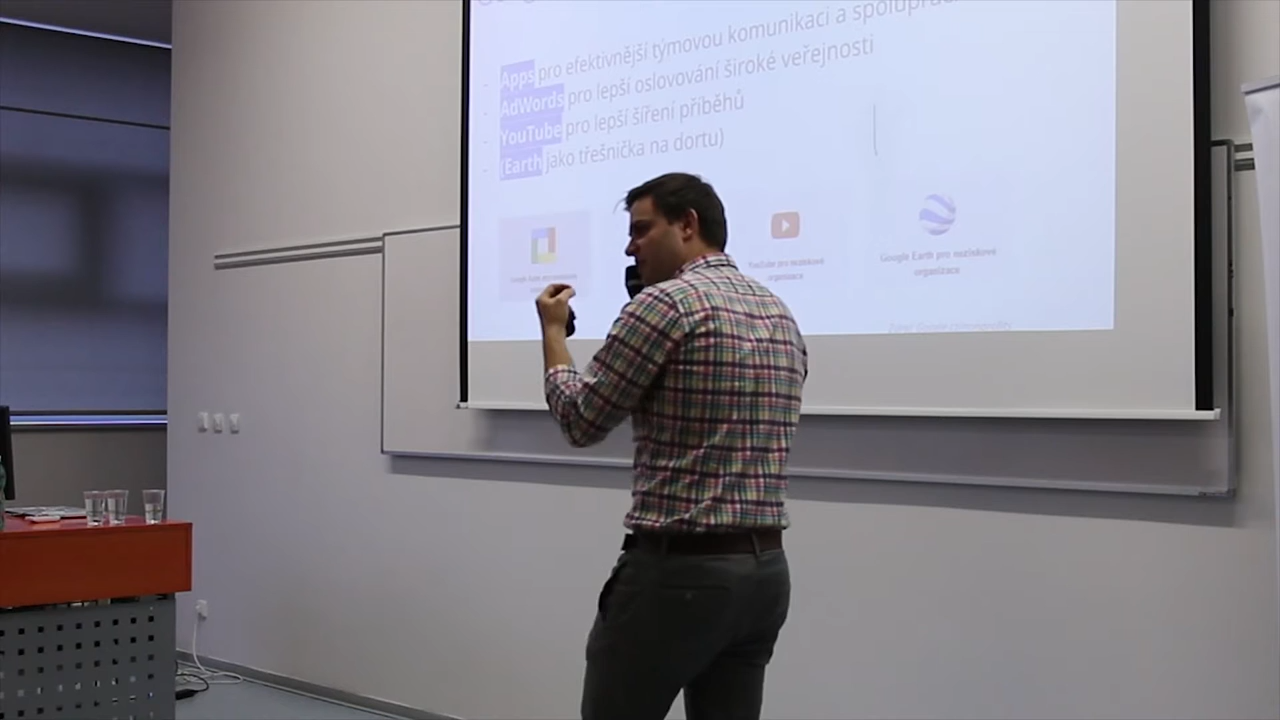 Apps pro efektivnější týmovou komunikaci a spolupráci
AdWords pro lepší oslovování široké veřejnosti
YouTube pro lepší šíření příběhů
(Earth jako třešnička na dortu)
YouTube pro neziskové
organizace
Google Earth pro neziskové
organizace